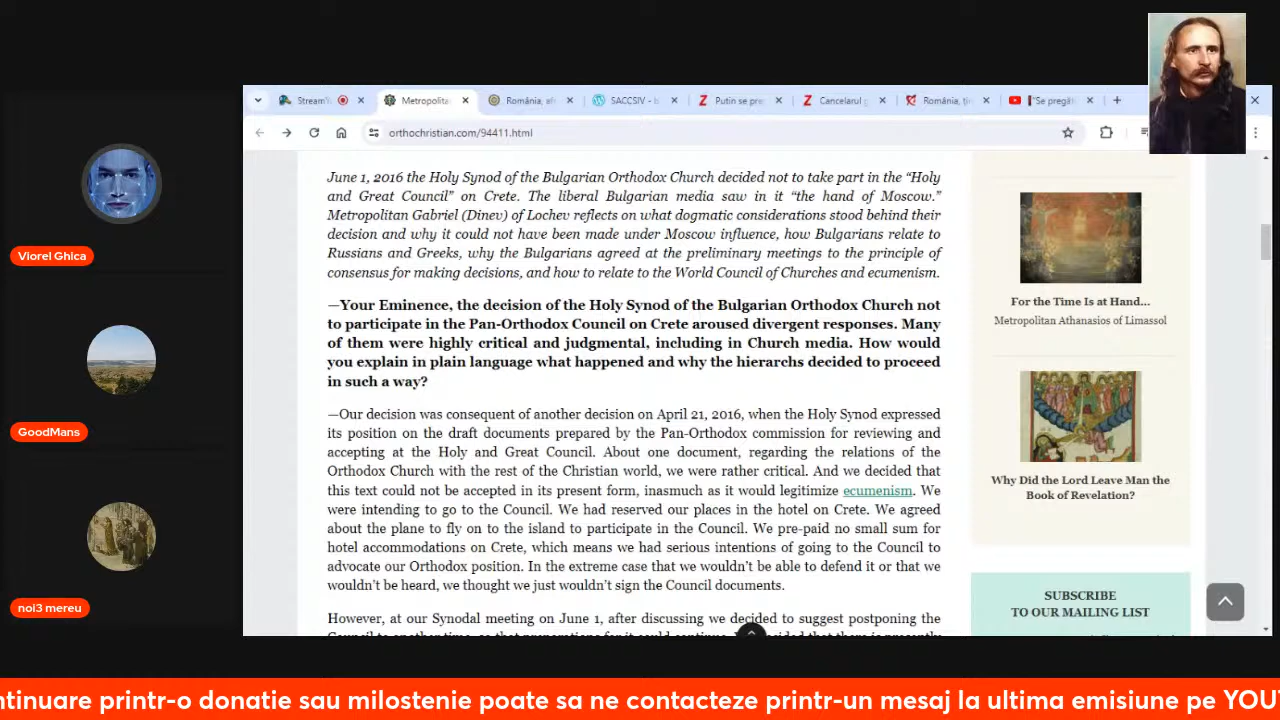 Stream'
Metropolita
România, al
SACCSIV - b
Putin se pre
Cancelarul g
România, țin
"Se pregăt
orthochristian.com/94411.html
June 1, 2016 the Holy Synod of the Bulgarian Orthodox Church decided not to take part in the “Holy
and Great Council” on Crete. The liberal Bulgarian media saw in it “the hand of Moscow.”
Metropolitan Gabriel (Dinev) of Lochev reflects on what dogmatic considerations stood behind their
decision and why it could not have been made under Moscow influence, how Bulgarians relate to
Russians and Greeks, why the Bulgarians agreed at the preliminary meetings to the principle of
consensus for making decisions, and how to relate to the World Council of Churches and ecumenism.
—Your Eminence, the decision of the Holy Synod of the Bulgarian Orthodox Church not
to participate in the Pan-Orthodox Council on Crete aroused divergent responses. Many
of them were highly critical and judgmental, including in Church media. How would
you explain in plain language what happened and why the hierarchs decided to proceed
in such a way?
—Our decision was consequent of another decision on April 21, 2016, when the Holy Synod expressed
its position on the draft documents prepared by the Pan-Orthodox commission for reviewing and
accepting at the Holy and Great Council. About one document, regarding the relations of the
Orthodox Church with the rest of the Christian world, we were rather critical. And we decided that
this text could not be accepted in its present form, inasmuch as it would legitimize ecumenism. We
were intending to go to the Council. We had reserved our places in the hotel on Crete. We agreed
about the plane to fly on to the island to participate in the Council. We pre-paid no small sum for
hotel accommodations on Crete, which means we had serious intentions of going to the Council to
advocate our Orthodox position. In the extreme case that we wouldn’t be able to defend it or that we
wouldn’t be heard, we thought we just wouldn’t sign the Council documents.
However, at our Synodal meeting on June 1, after discussing we decided to suggest postponing the
For the Time Is at Hand...
Metropolitan Athanasios of Limassol
Why Did the Lord Leave Man the
Book of Revelation?
SUBSCRIBE
TO OUR MAILING LIST
Viorel Ghica
GoodMans
noi3 mereu
ntinuare printr-o donatie sau milostenie poate sa ne contacteze printr-un mesaj la ultima emisiune pe YOU